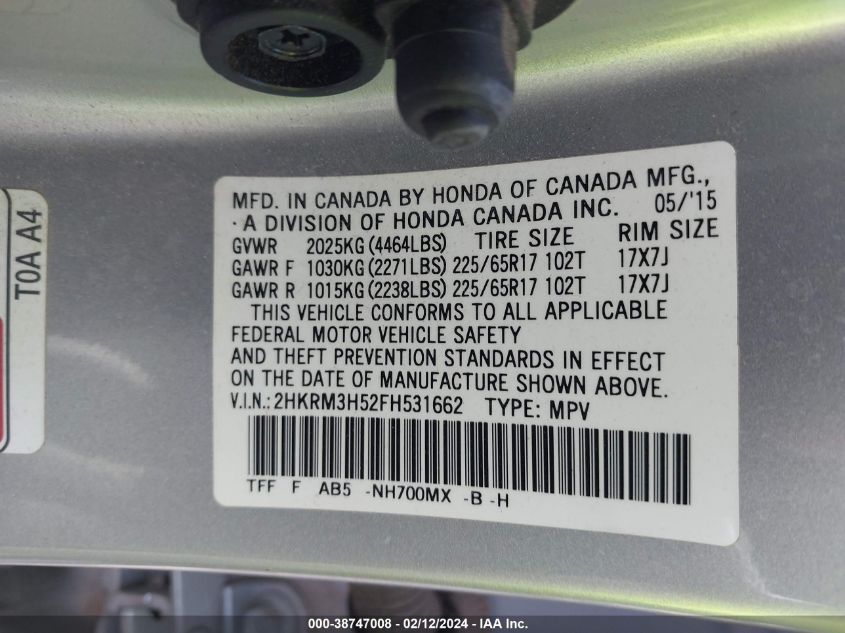 MFD. IN CANADA BY HONDA OF CANADA MFG.,
· A DIVISION OF HONDA CANADA INC. 05/'15
GVWR 2025KG (4464LBS) TIRE SIZE RIM SIZE
GAWR F 1030KG (2271LBS) 225/65R17 102T 17X7J
GAWR R 1015KG (2238LBS) 225/65R17 102T 17X7J
THIS VEHICLE CONFORMS TO ALL APPLICABLE
FEDERAL MOTOR VEHICLE SAFETY
AND THEFT PREVENTION STANDARDS IN EFFECT
ON THE DATE OF MANUFACTURE SHOWN ABOVE.
V.I.N.: 2HKRM3H52FH531662 TYPE: MPV
TFF F AB5 -NH700MX -B -H
T0A A4
000-38747008 - 02/12/2024 - IAA Inc.